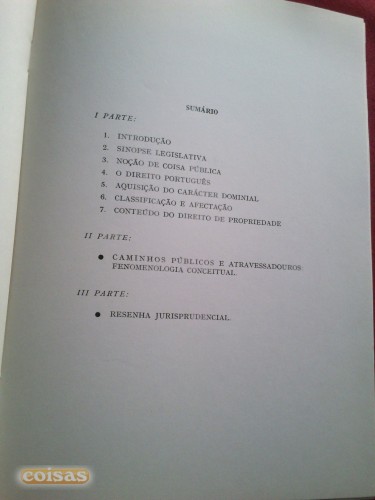 SUMÁRIO
I PARTE:
1. INTRODUÇÃO
2. SINOPSE LEGISLATIVA
3. NOÇÃO DE COISA PÚBLICA
4. O DIREITO PORTUGUÊS
5. AQUISIÇÃO DO CARÁCTER DOMINIAL
6. CLASSIFICAÇÃO E AFECTAÇÃO
7. CONTEÚDO DO DIREITO DE PROPRIEDADE
II PARTE:
● CAMINHOS PÚBLICOS E ATRAVESSADOUROS:
FENOMENOLOGIA CONCEITUAL.
III PARTE:
● RESENHA JURISPRUDENCIAL.
coisas